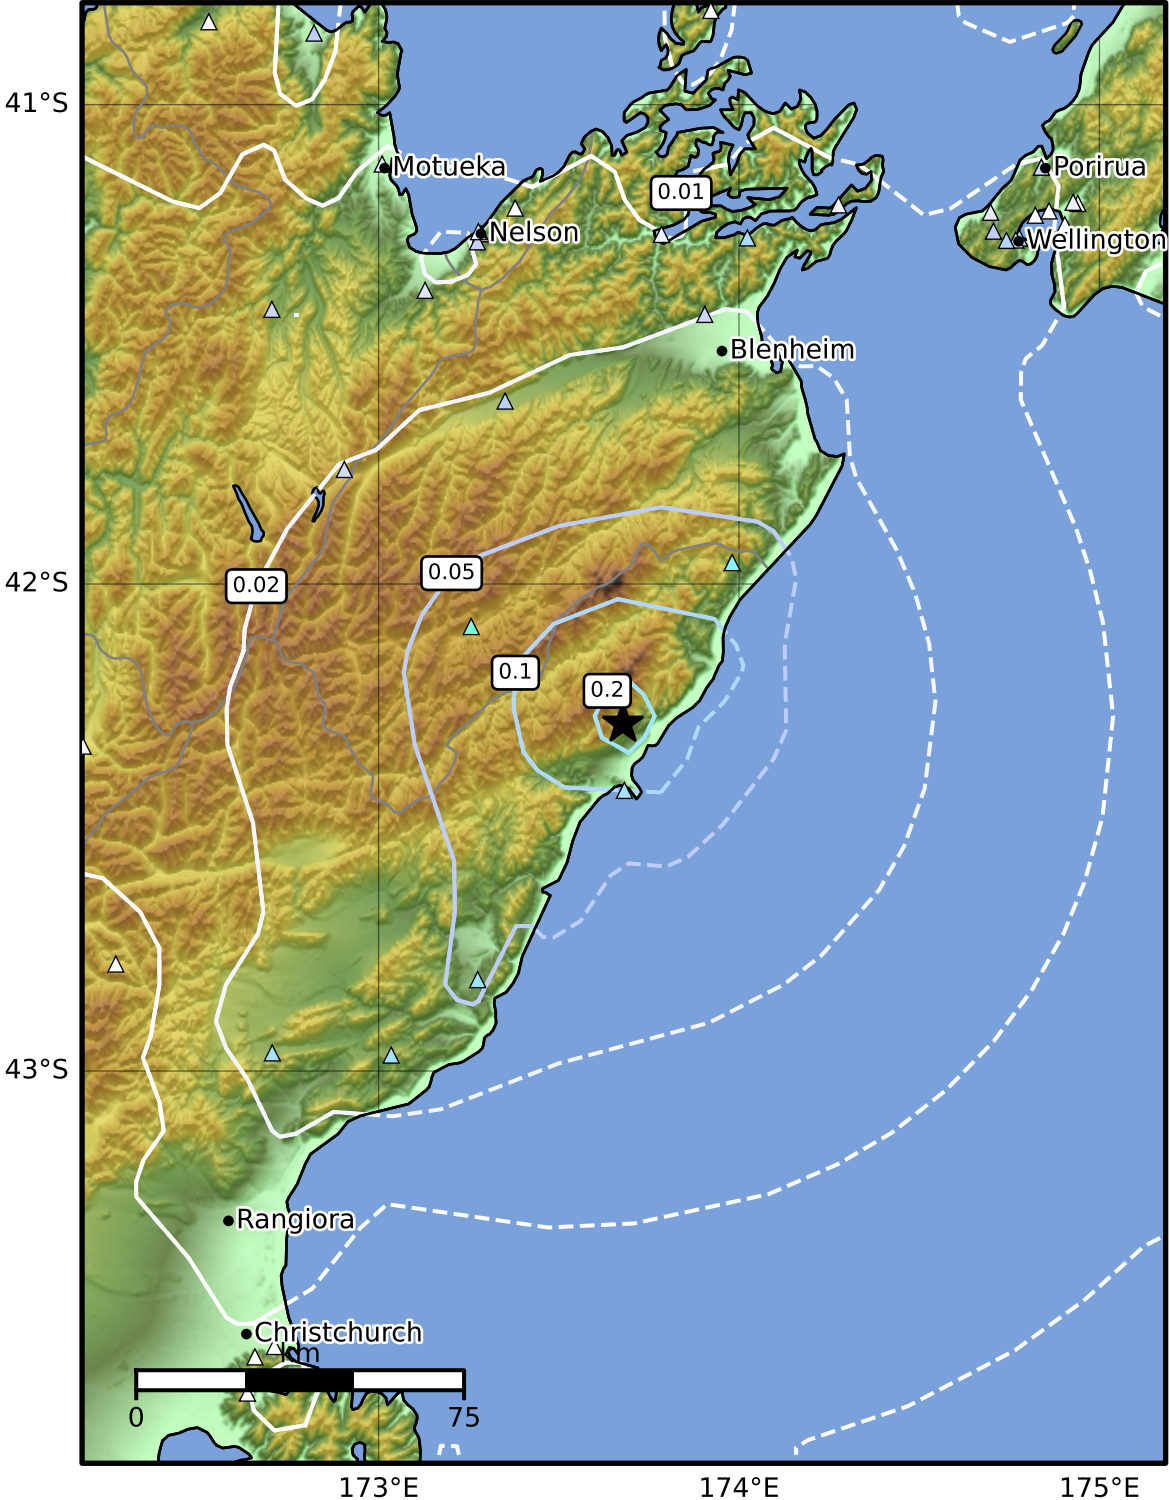 41°S
Motueka
Porirua
0.01
Nelson
Wellington
Blenheim
42°S
0.02
0.05
0.1
0.2
43°S
Rangiora
Christchurch
km
0
75
173°E
174°E
175°E